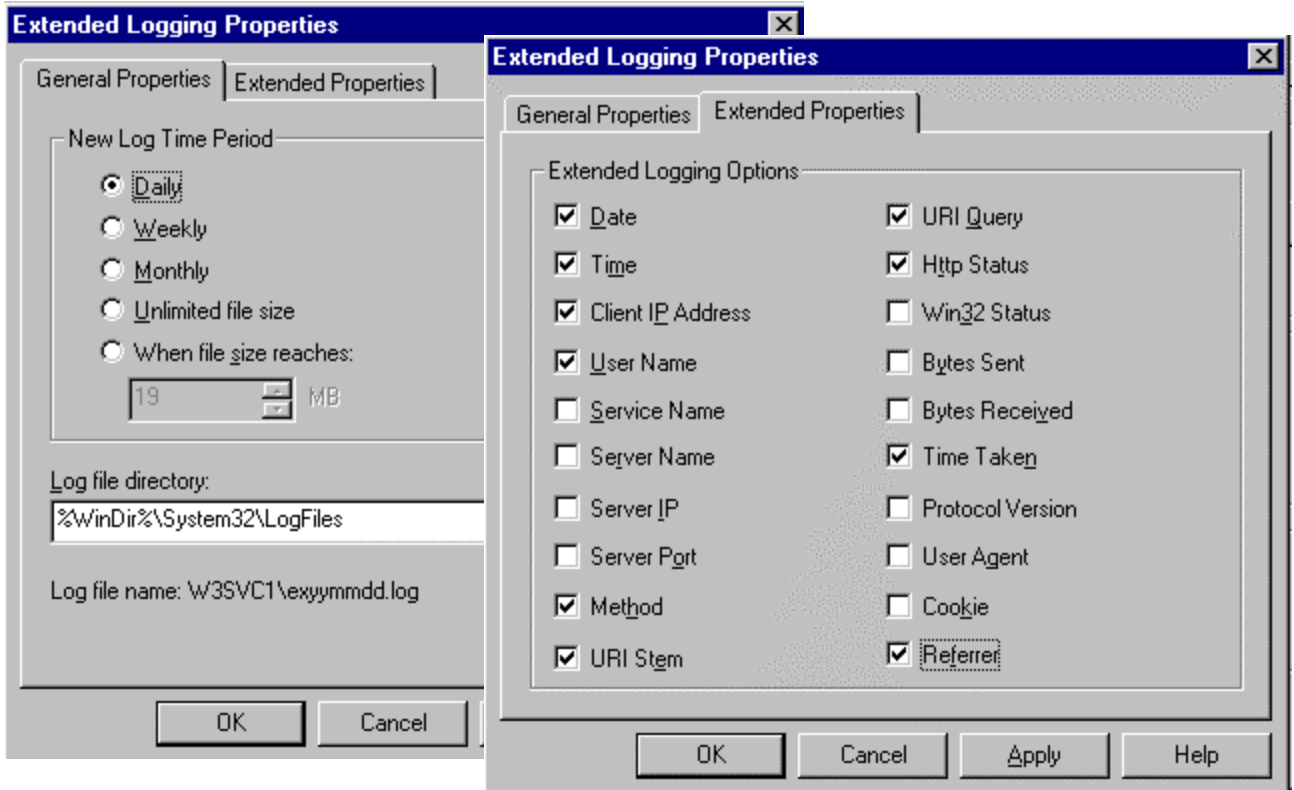 Extended Logging Properties
General Properties
Extended Properties
New Log Time Period
Daily
Weekly
Monthly
Unlimited file size
When file size reaches:
19
MB
Log file directory:
%WinDir%\System32\LogFiles
Log file name: W3SVC1\exyymmdd.log
OK
Cancel
Extended Logging Properties
General Properties
Extended Properties
Extended Logging Options
Date
Time
Client IP Address
User Name
Service Name
Server Name
Server IP
Server Port
Method
URI Stem
URI Query
Http Status
Win32 Status
Bytes Sent
Bytes Received
Time Taken
Protocol Version
User Agent
Cookie
Referrer
OK
Cancel
Apply
Help